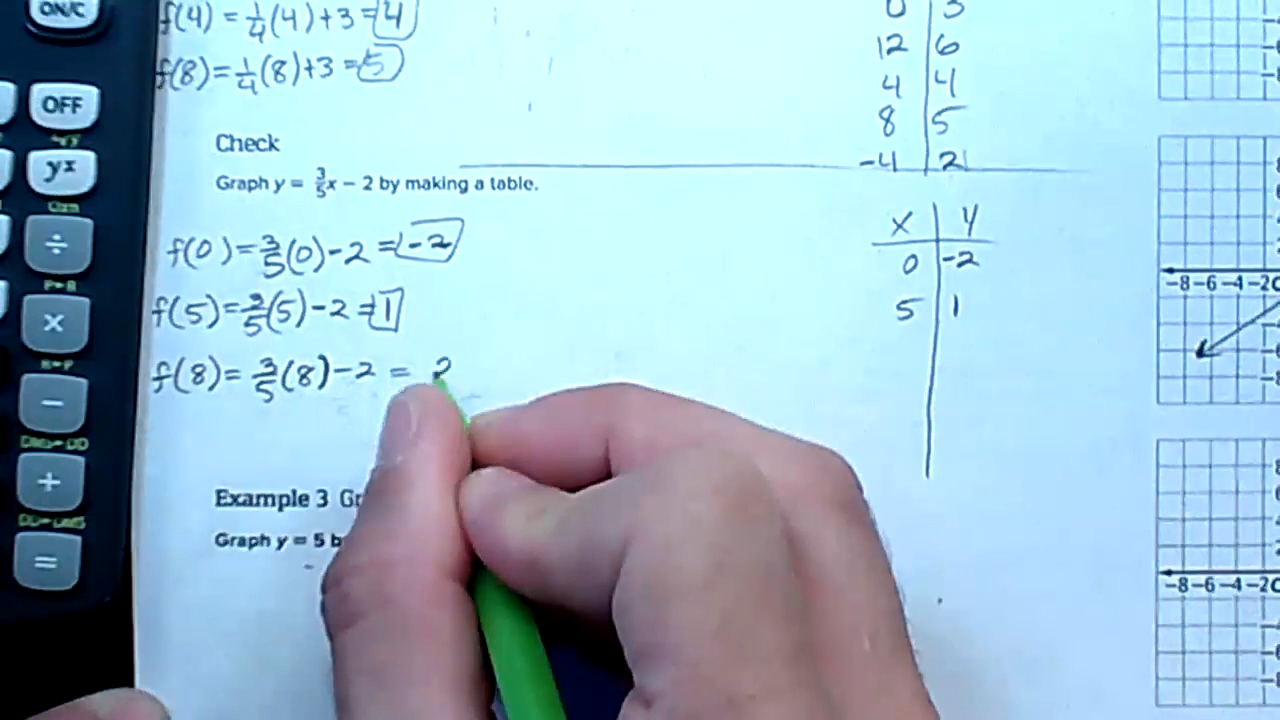 ON/C
OFF
yˣ
÷
×
−
+
=
f(4) = 1/4(4)+3 = 4
f(8) = 1/4(8)+3 = 5
0 3
12 6
4 4
8 5
-4 2
Check
Graph y = 3/5x − 2 by making a table.
x y
0 -2
5 1
f(0) = 3/5(0)-2 = -2
f(5) = 3/5(5)-2 = 1
f(8) = 3/5(8)-2 = 2
Example 3
Graph y = 5
-8 -6 -4 -2
-8 -6 -4 -2